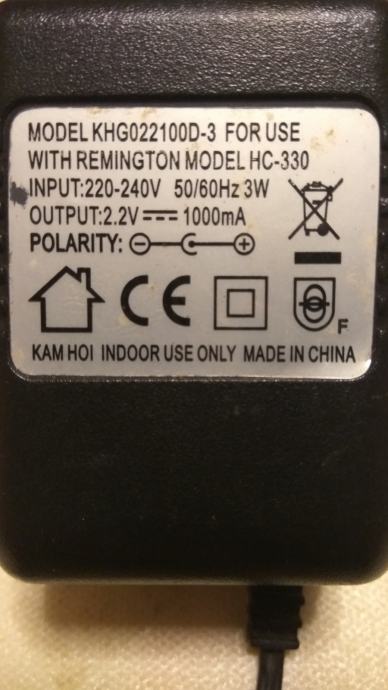 MODEL KHG022100D-3 FOR USE
WITH REMINGTON MODEL HC-330
INPUT:220-240V 50/60Hz 3W
OUTPUT:2.2V ⎓ 1000mA
POLARITY: − +
CE
F
KAM HOI INDOOR USE ONLY MADE IN CHINA